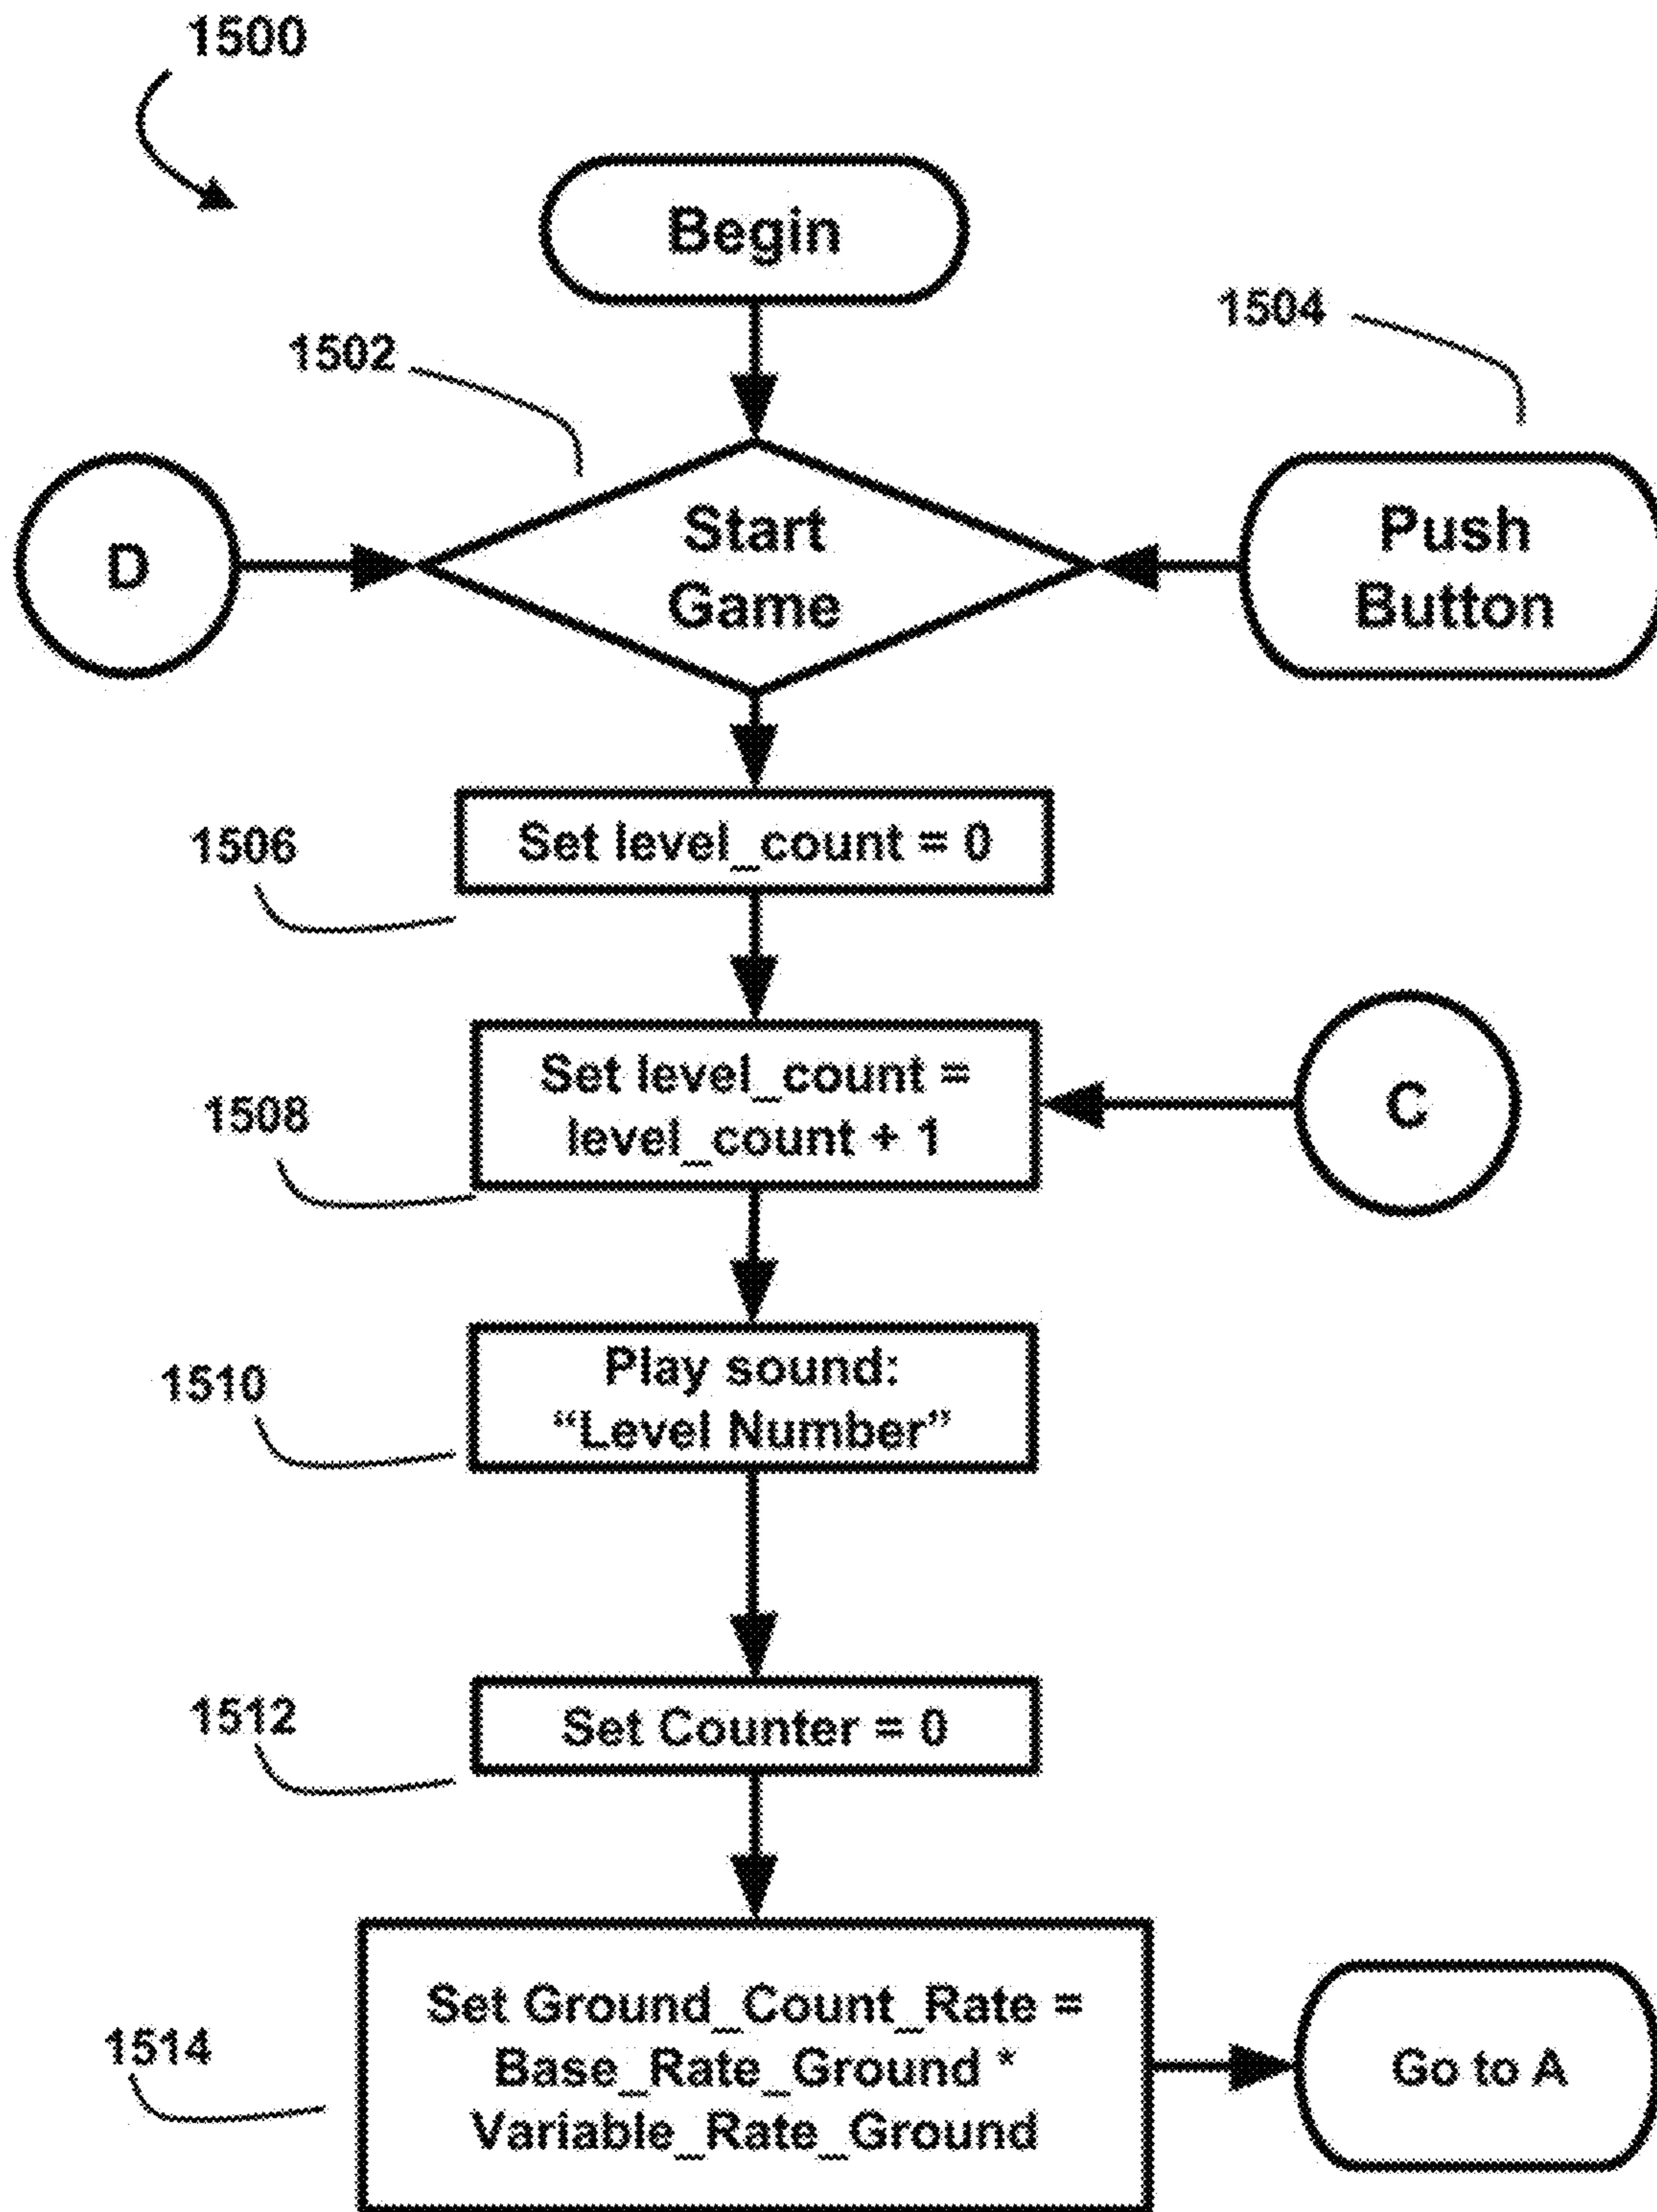 1500
Begin
1502
1504
D
Start
Game
Push
Button
1506
Set level_count = 0
1508
Set level_count =
level_count + 1
C
1510
Play sound:
“Level Number”
1512
Set Counter = 0
1514
Set Ground_Count_Rate =
Base_Rate_Ground *
Variable_Rate_Ground
Go to A